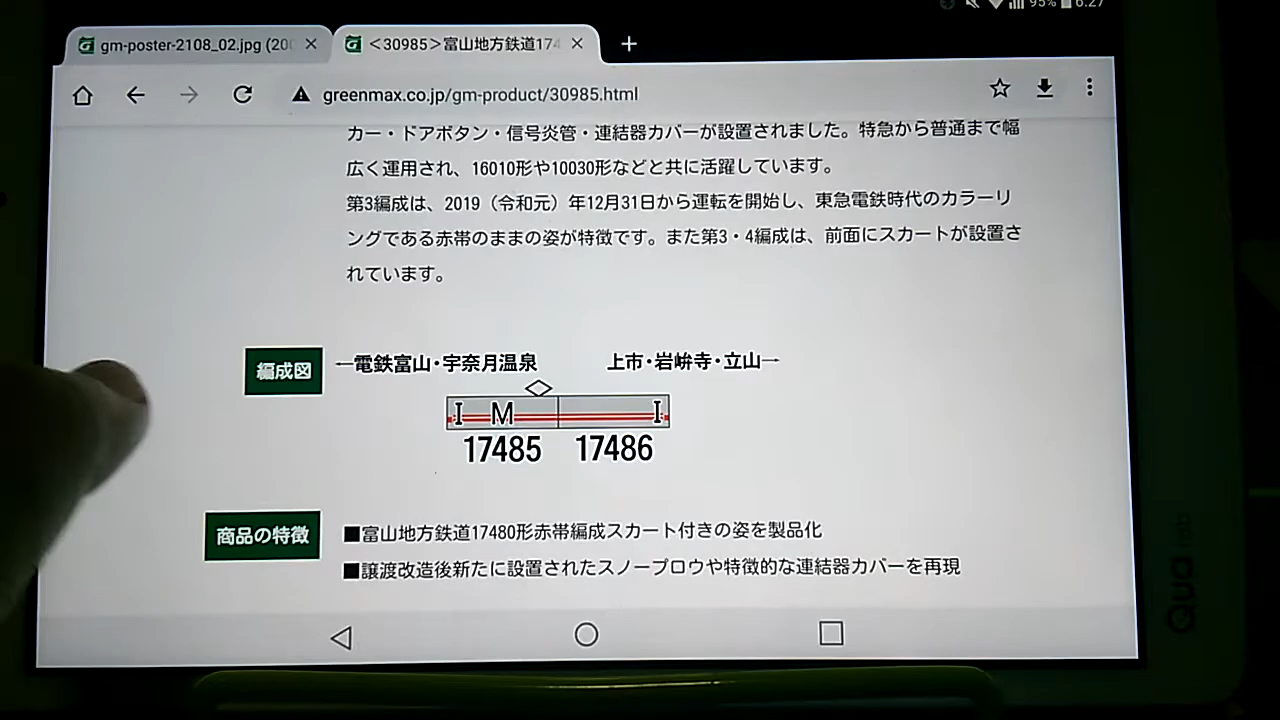 95% 6:27
gm-poster-2108_02.jpg (200
＜30985＞富山地方鉄道174
greenmax.co.jp/gm-product/30985.html
カー・ドアボタン・信号炎管・連結器カバーが設置されました。特急から普通まで幅
広く運用され、16010形や10030形などと共に活躍しています。
第3編成は、2019（令和元）年12月31日から運転を開始し、東急電鉄時代のカラーリ
ングである赤帯のままの姿が特徴です。また第3・4編成は、前面にスカートが設置さ
れています。
編成図
←電鉄富山・宇奈月温泉 上市・岩峅寺・立山→
I M I
17485 17486
商品の特徴
■富山地方鉄道17480形赤帯編成スカート付きの姿を製品化
■譲渡改造後新たに設置されたスノープロウや特徴的な連結器カバーを再現
Qua tab